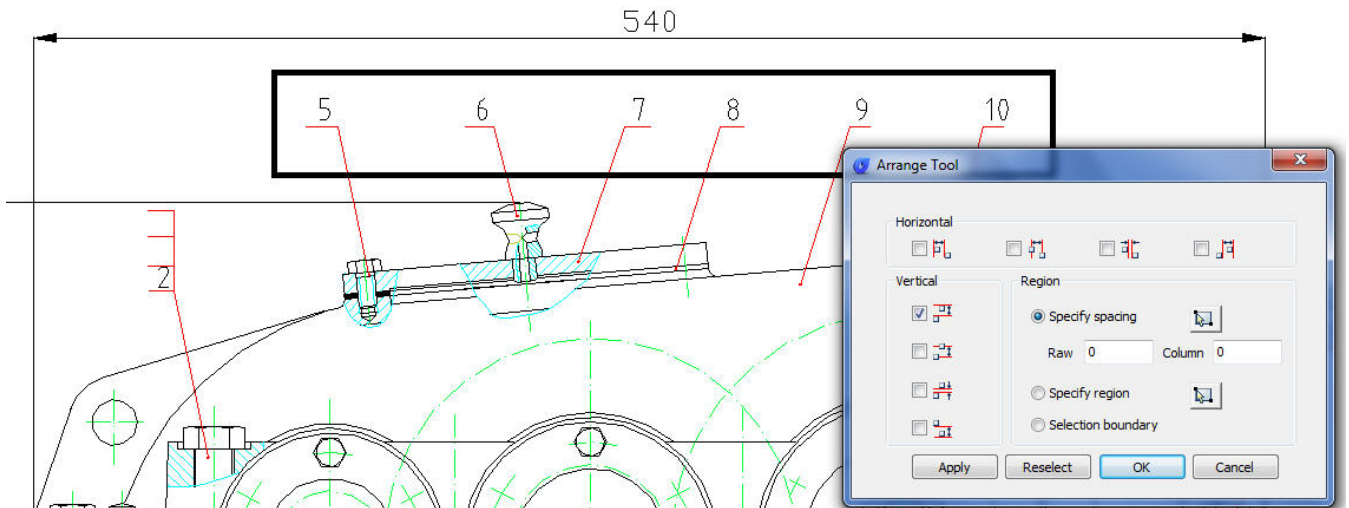 540
5 6 7 8 9 10
2
Arrange Tool
Horizontal
Vertical
Region
Specify spacing
Raw 0 Column 0
Specify region
Selection boundary
Apply Reselect OK Cancel